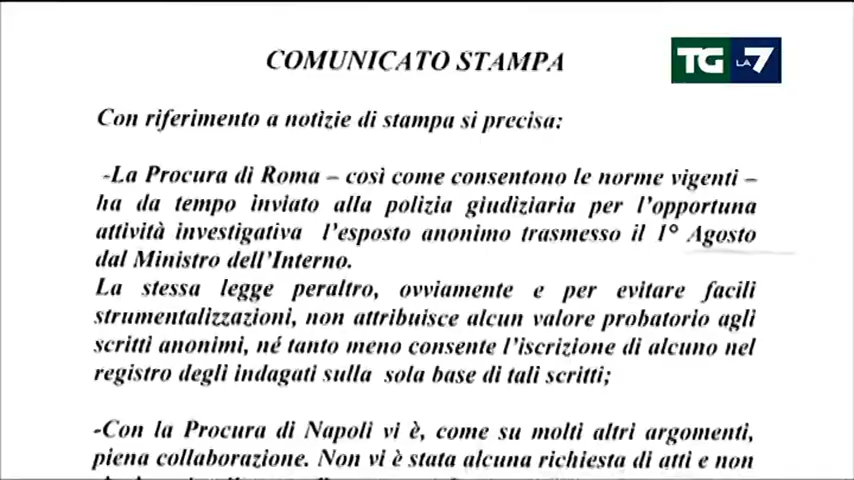 COMUNICATO STAMPA
TG LA 7
Con riferimento a notizie di stampa si precisa:
-La Procura di Roma – così come consentono le norme vigenti –
ha da tempo inviato alla polizia giudiziaria per l'opportuna
attività investigativa l'esposto anonimo trasmesso il 1° Agosto
dal Ministro dell'Interno.
La stessa legge peraltro, ovviamente e per evitare facili
strumentalizzazioni, non attribuisce alcun valore probatorio agli
scritti anonimi, né tanto meno consente l'iscrizione di alcuno nel
registro degli indagati sulla sola base di tali scritti;
-Con la Procura di Napoli vi è, come su molti altri argomenti,
piena collaborazione. Non vi è stata alcuna richiesta di atti e non